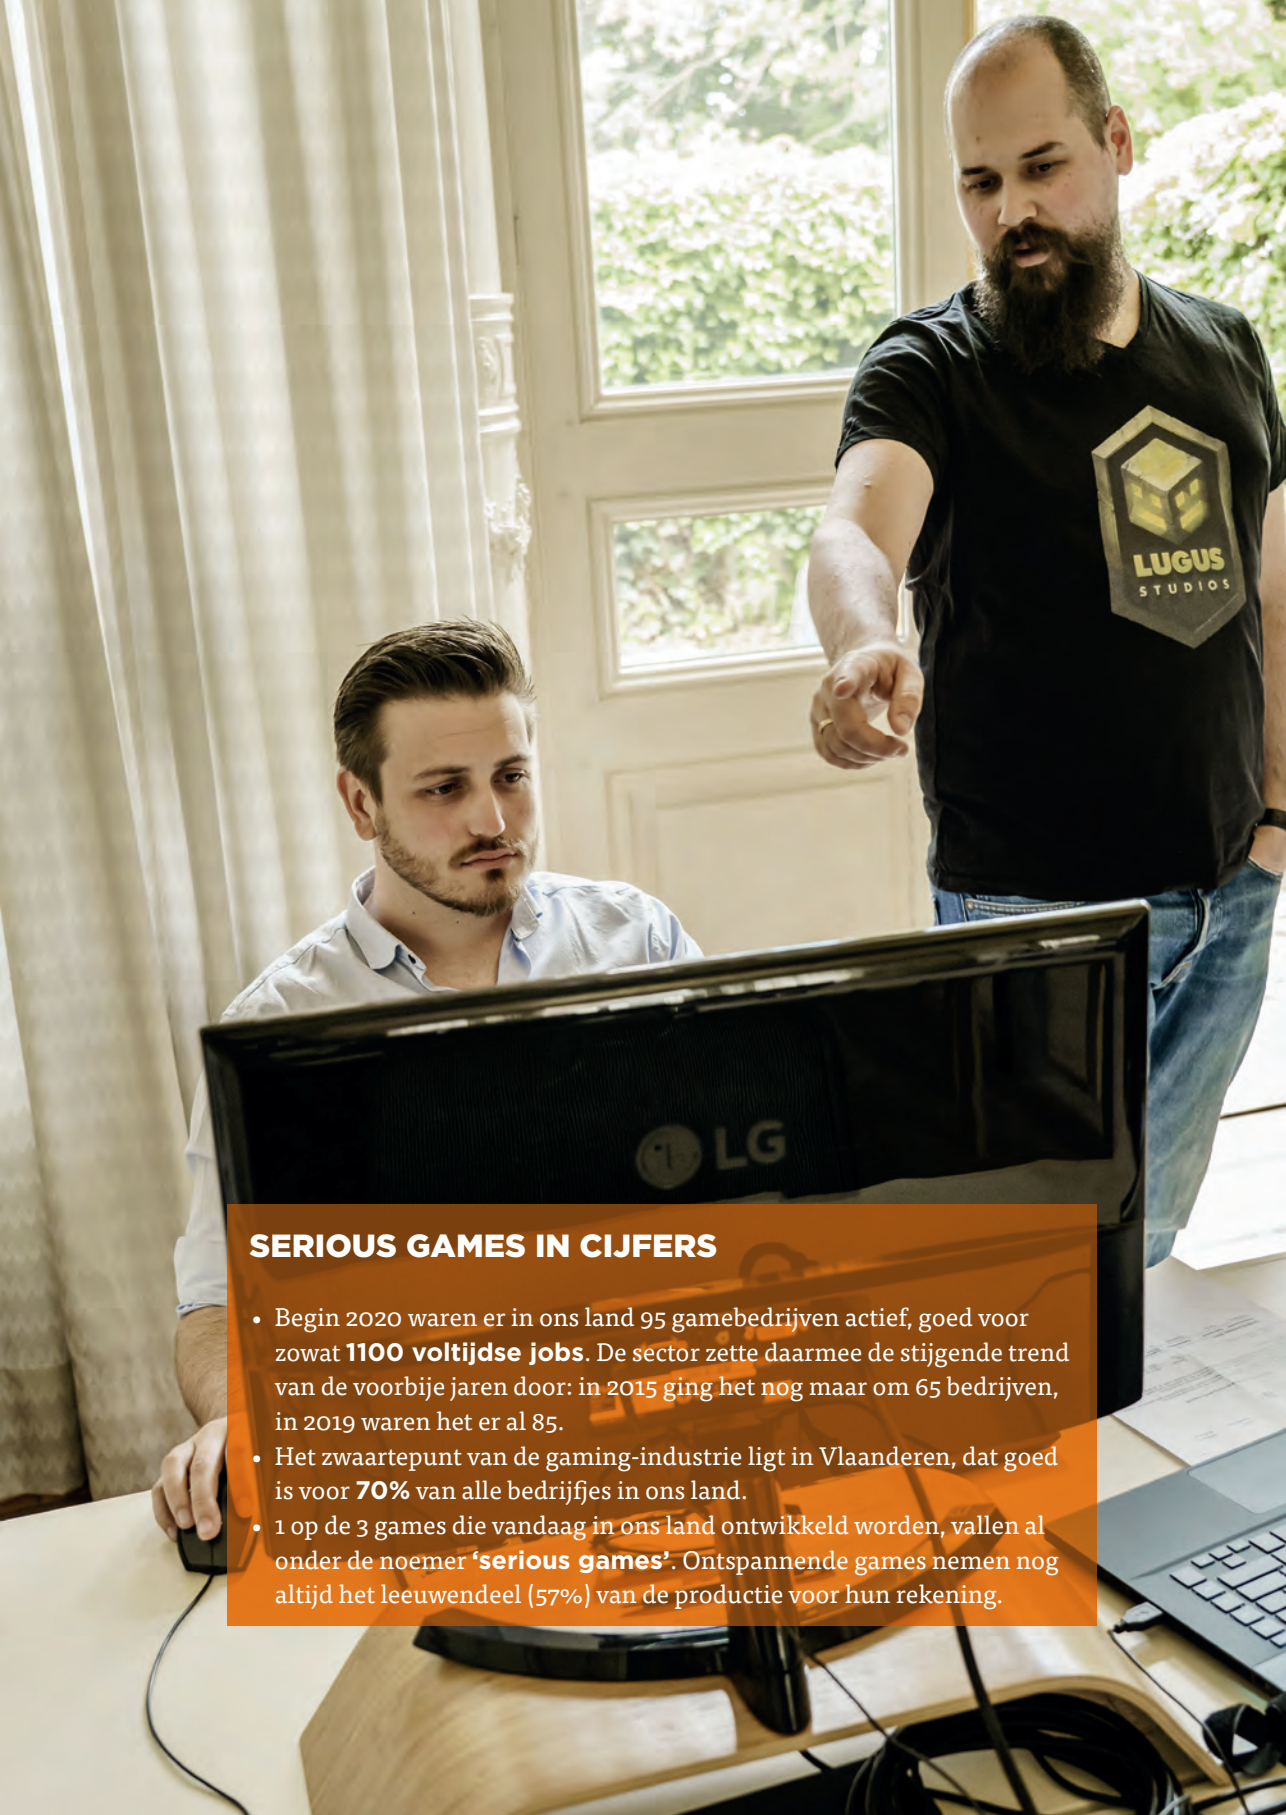 LUGUS
STUDIOS
LG
SERIOUS GAMES IN CIJFERS
• Begin 2020 waren er in ons land 95 gamebedrijven actief, goed voor
zowat 1100 voltijdse jobs. De sector zette daarmee de stijgende trend
van de voorbije jaren door: in 2015 ging het nog maar om 65 bedrijven,
in 2019 waren het er al 85.
• Het zwaartepunt van de gaming-industrie ligt in Vlaanderen, dat goed
is voor 70% van alle bedrijfjes in ons land.
• 1 op de 3 games die vandaag in ons land ontwikkeld worden, vallen al
onder de noemer ‘serious games’. Ontspannende games nemen nog
altijd het leeuwendeel (57%) van de productie voor hun rekening.